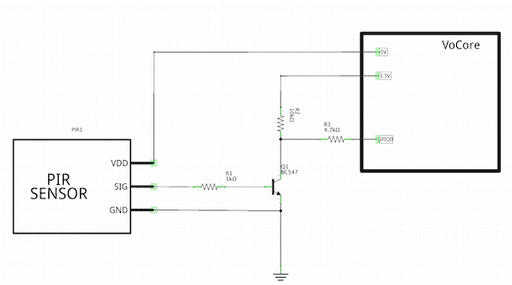 VoCore
5V
3.3V
R2
10kΩ
R3
4.7kΩ
GPIO0
PIR1
VDD
PIR
SENSOR
SIG
R1
1kΩ
Q1
BC547
GND